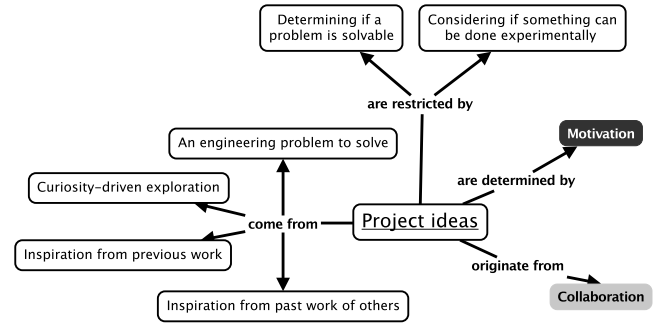 Determining if a
problem is solvable
Considering if something can
be done experimentally
are restricted by
Motivation
An engineering problem to solve
are determined by
Curiosity-driven exploration
Project ideas
come from
Inspiration from previous work
originate from
Collaboration
Inspiration from past work of others